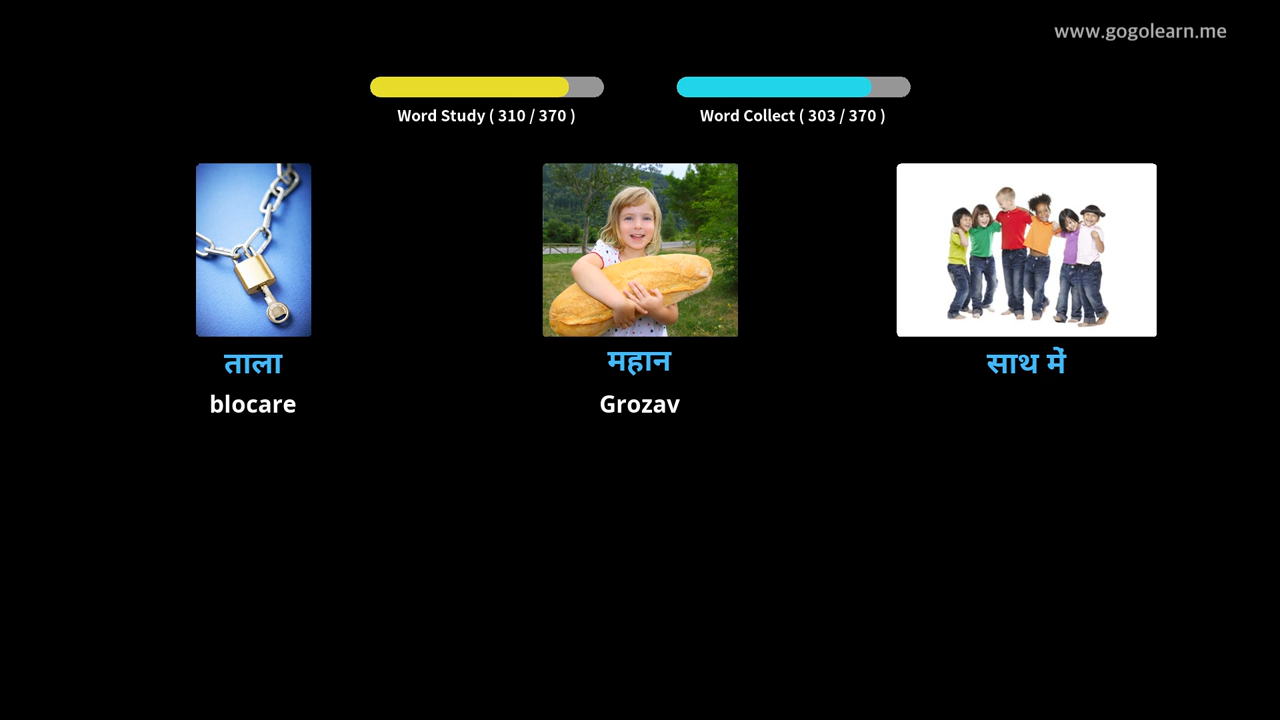 www.gogolearn.me
Word Study ( 310 / 370 )
Word Collect ( 303 / 370 )
ताला
महान
साथ में
blocare
Grozav